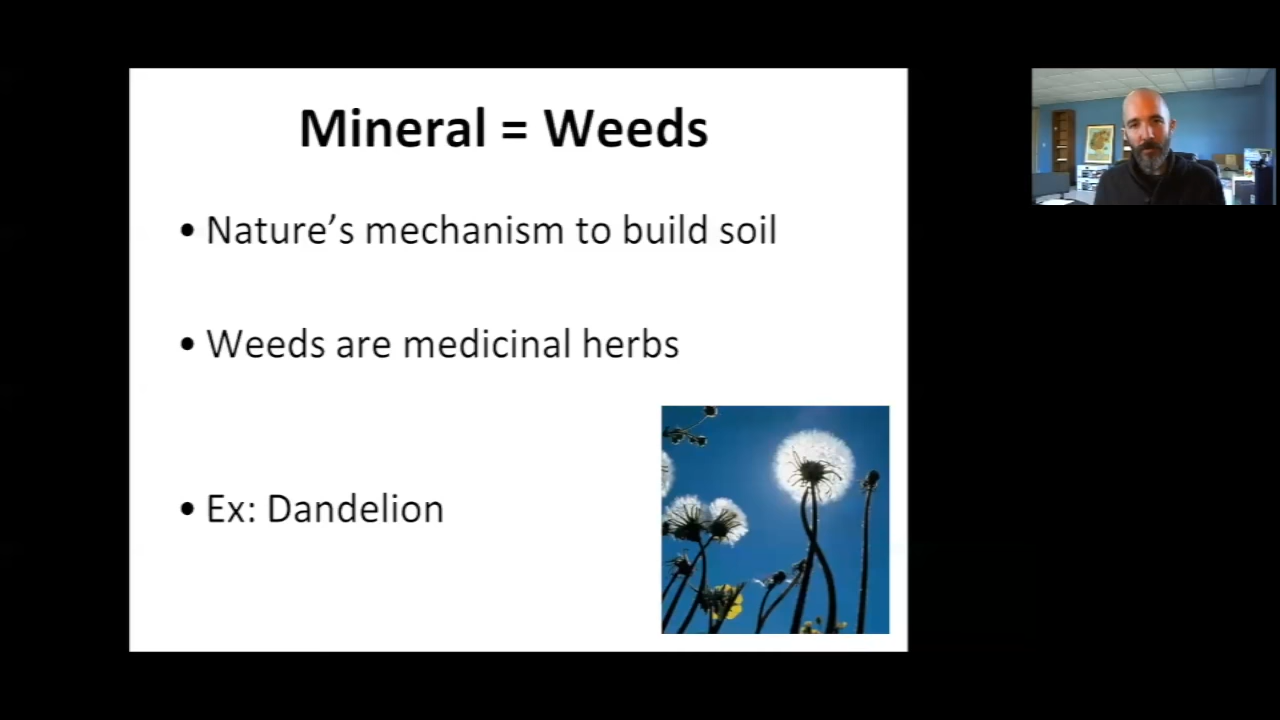 Mineral = Weeds
• Nature’s mechanism to build soil
• Weeds are medicinal herbs
• Ex: Dandelion